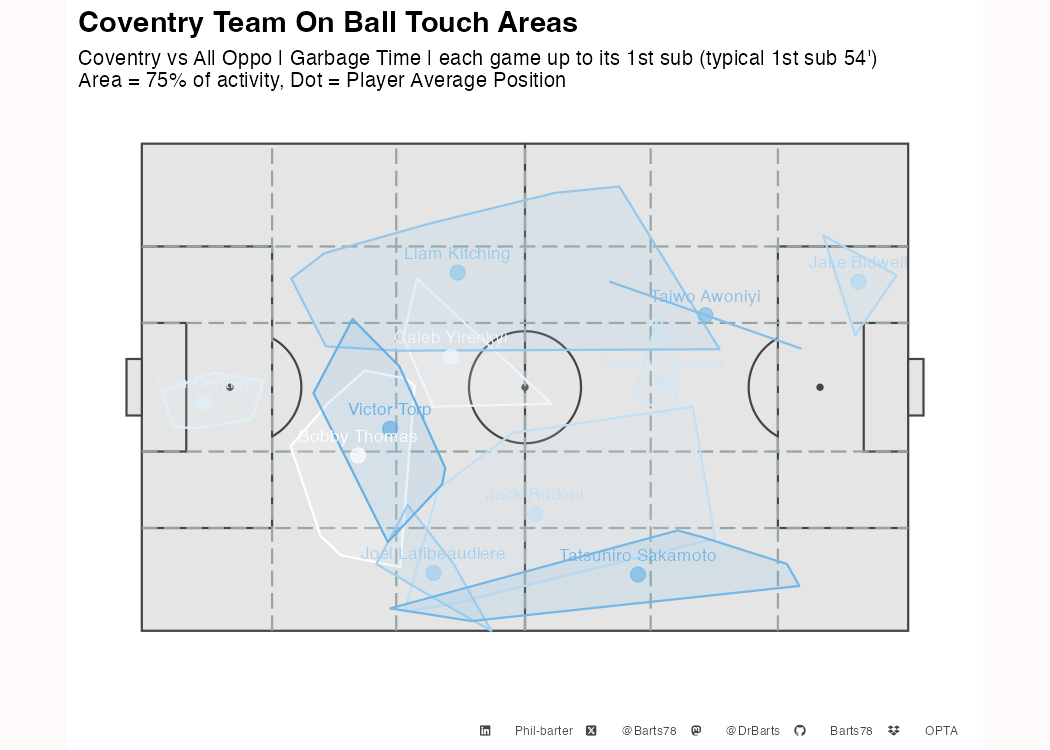 Coventry Team On Ball Touch Areas
Coventry vs All Oppo | Garbage Time | each game up to its 1st sub (typical 1st sub 54')
Area = 75% of activity, Dot = Player Average Position
Liam Kitching
Jake Bidwell
Taiwo Awoniyi
Caleb Yirenkyi
Victor Torp
Bobby Thomas
Jack Rudoni
Joel Latibeaudiere
Tatsuhiro Sakamoto
Phil-barter @Barts78 @DrBarts Barts78 OPTA